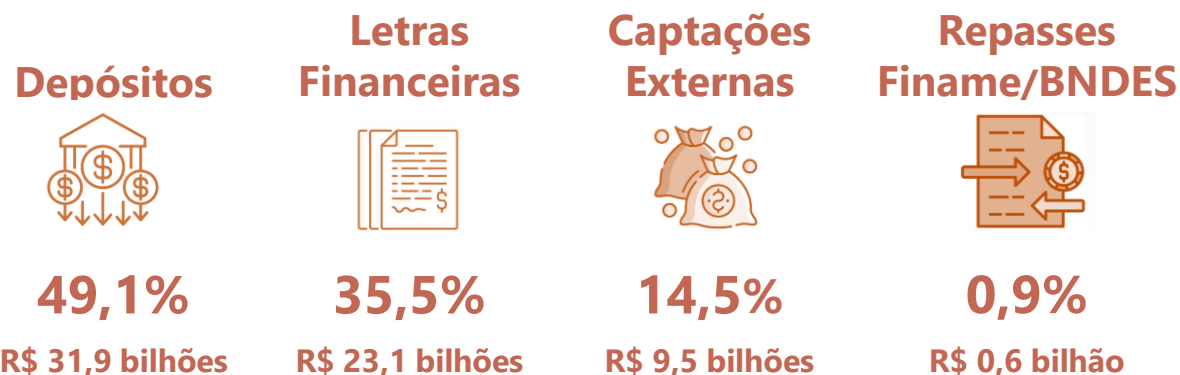 Depósitos
Letras
Financeiras
Captações
Externas
Repasses
Finame/BNDES
$ $ $
$
$
49,1%
35,5%
14,5%
0,9%
R$ 31,9 bilhões
R$ 23,1 bilhões
R$ 9,5 bilhões
R$ 0,6 bilhão